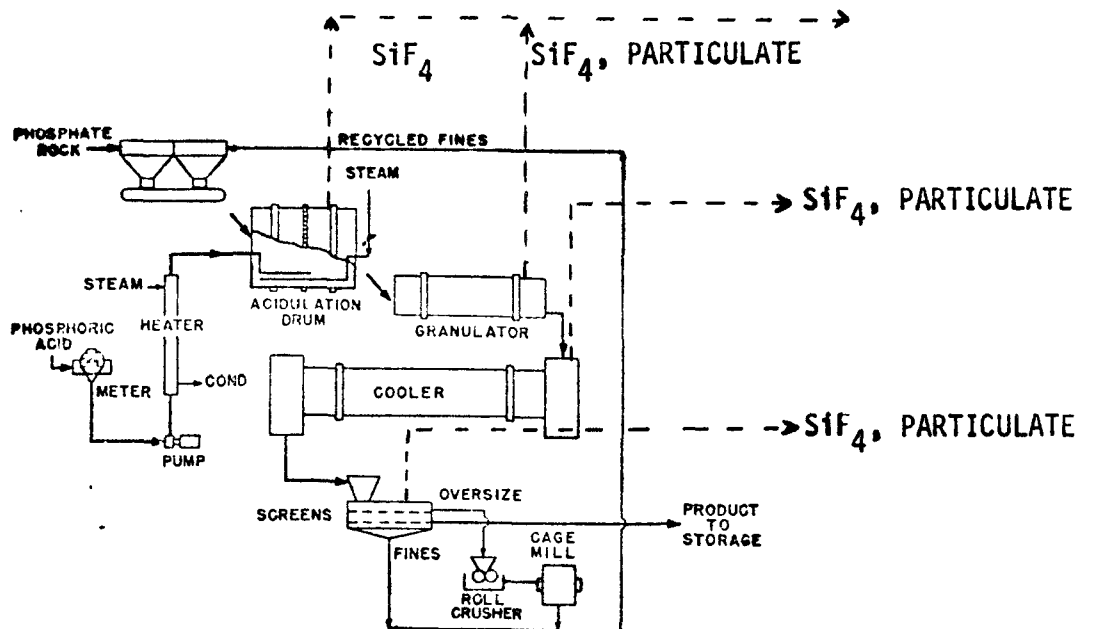 SiF4
SiF4, PARTICULATE
PHOSPHATE
ROCK
RECYCLED FINES
STEAM
SiF4, PARTICULATE
STEAM
ACIDULATION
DRUM
HEATER
GRANULATOR
PHOSPHORIC
ACID
COND
METER
COOLER
SiF4, PARTICULATE
PUMP
OVERSIZE
SCREENS
PRODUCT
TO
STORAGE
FINES
CAGE
MILL
ROLL
CRUSHER